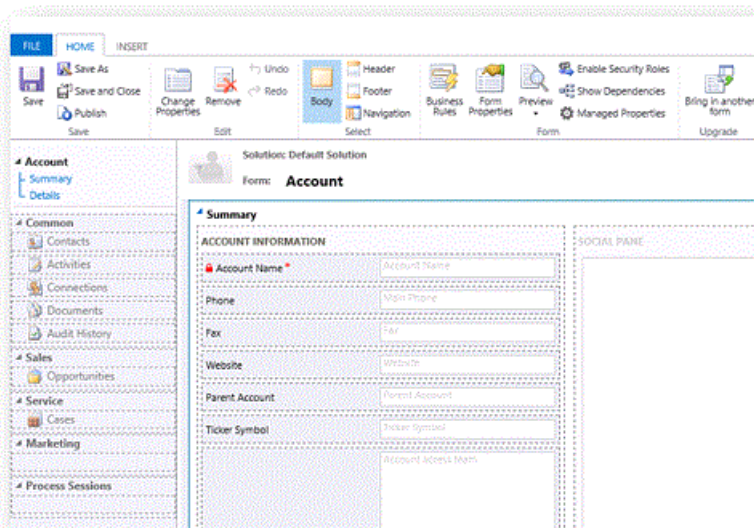 FILE HOME INSERT
Save
Save As
Save and Close
Publish
Save
Change Properties
Remove
Undo
Redo
Edit
Body
Header
Footer
Navigation
Select
Business Rules
Form Properties
Preview
Enable Security Roles
Show Dependencies
Managed Properties
Form
Bring in another form
Upgrade
Account
Summary
Details
Common
Contacts
Activities
Connections
Documents
Audit History
Sales
Opportunities
Service
Cases
Marketing
Process Sessions
Solution: Default Solution
Form: Account
Summary
ACCOUNT INFORMATION
SOCIAL PANE
Account Name * Account Name
Phone Main Phone
Fax Fax
Website Website
Parent Account Parent Account
Ticker Symbol Ticker Symbol
Account